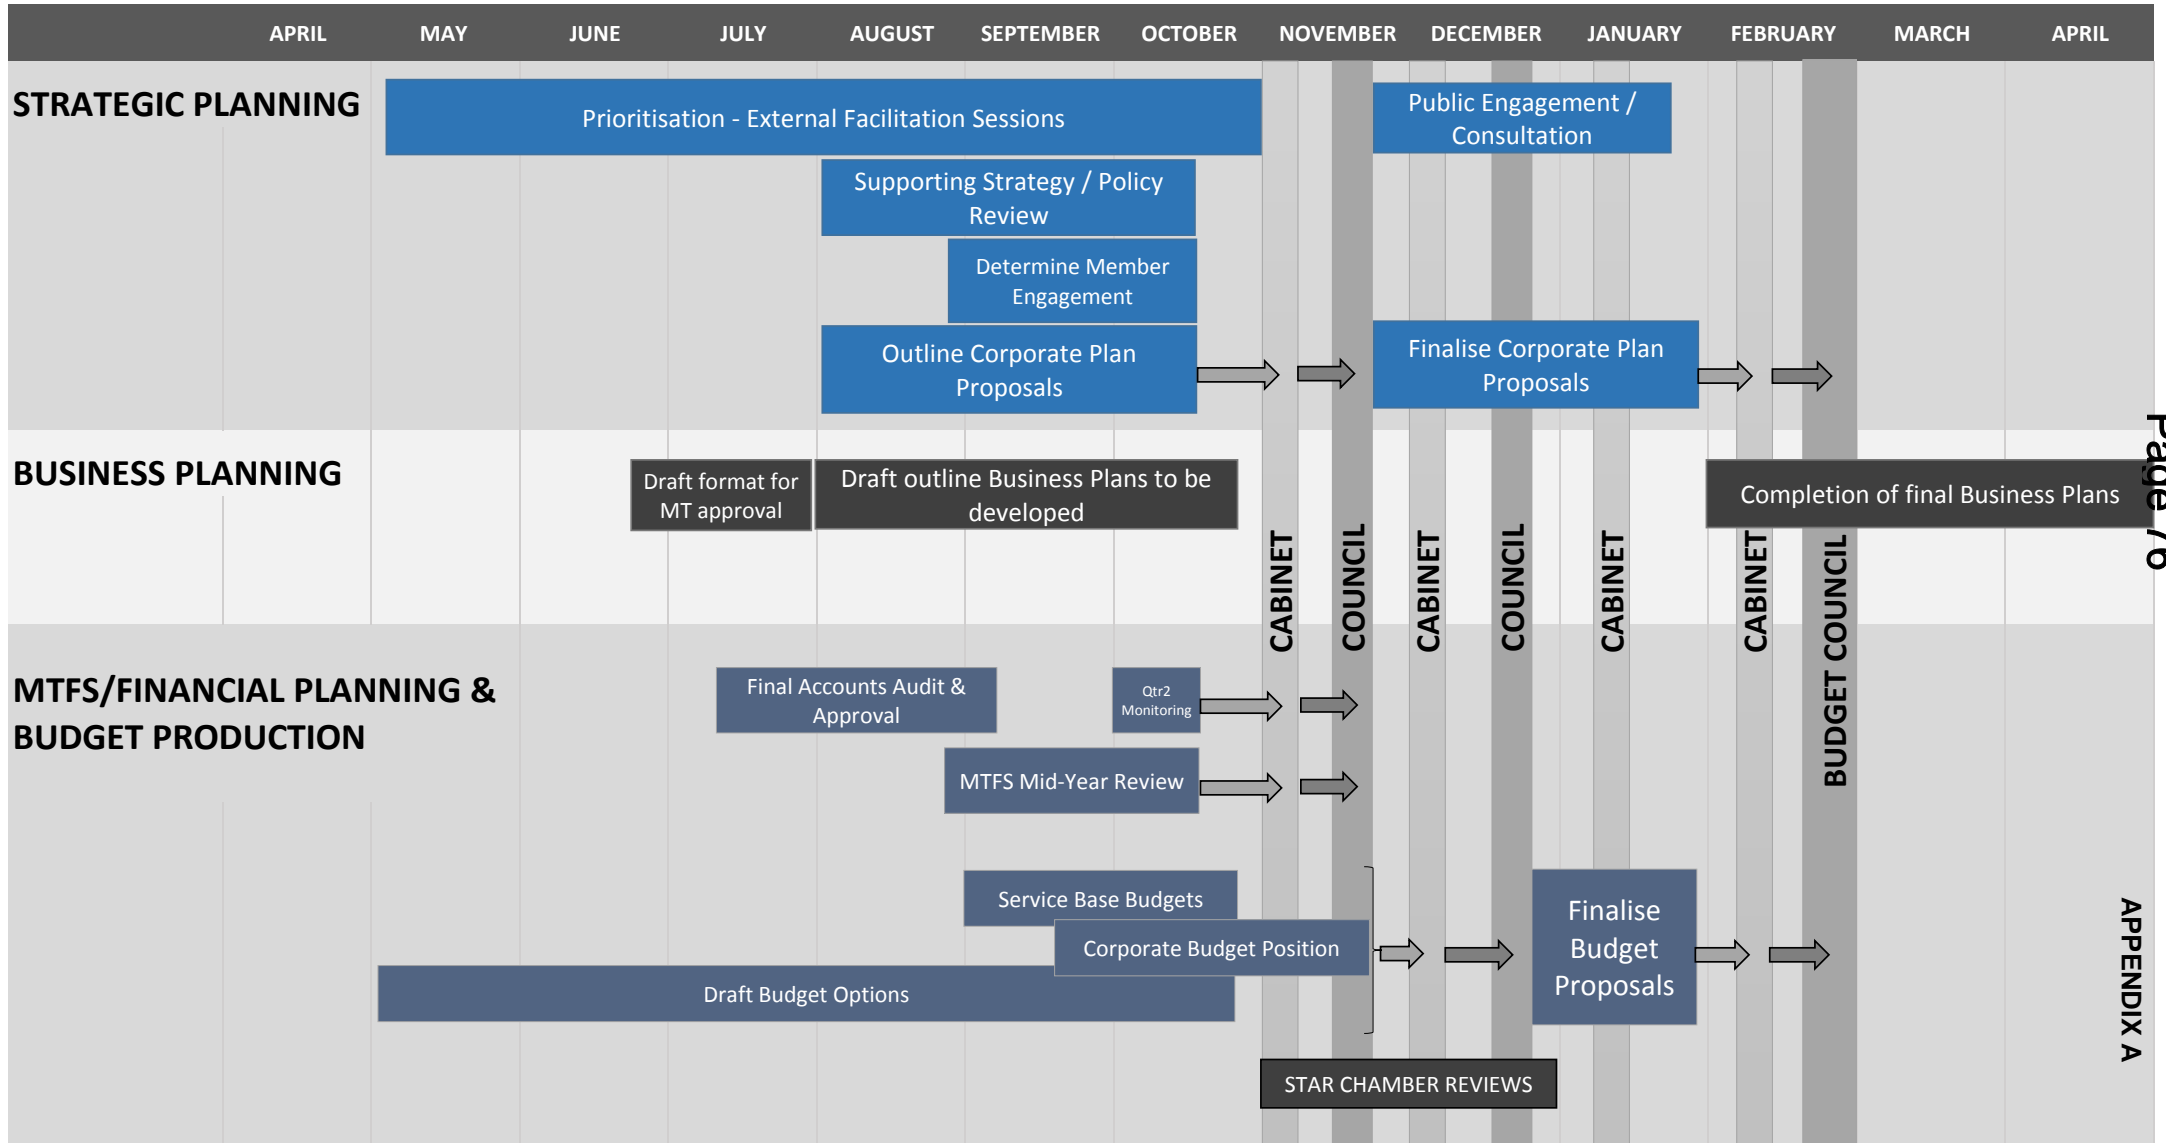 APRIL MAY JUNE JULY AUGUST SEPTEMBER OCTOBER NOVEMBER DECEMBER JANUARY FEBRUARY MARCH APRIL
STRATEGIC PLANNING
Prioritisation - External Facilitation Sessions
Public Engagement /
Consultation
Supporting Strategy / Policy
Review
Determine Member
Engagement
Outline Corporate Plan
Proposals
Finalise Corporate Plan
Proposals
BUSINESS PLANNING
Draft format for
MT approval
Draft outline Business Plans to be
developed
Completion of final Business Plans
Page 76
CABINET
COUNCIL
CABINET
COUNCIL
CABINET
CABINET
BUDGET COUNCIL
MTFS/FINANCIAL PLANNING &
BUDGET PRODUCTION
Final Accounts Audit &
Approval
Qtr2
Monitoring
MTFS Mid-Year Review
Service Base Budgets
Corporate Budget Position
Draft Budget Options
Finalise
Budget
Proposals
STAR CHAMBER REVIEWS
APPENDIX A